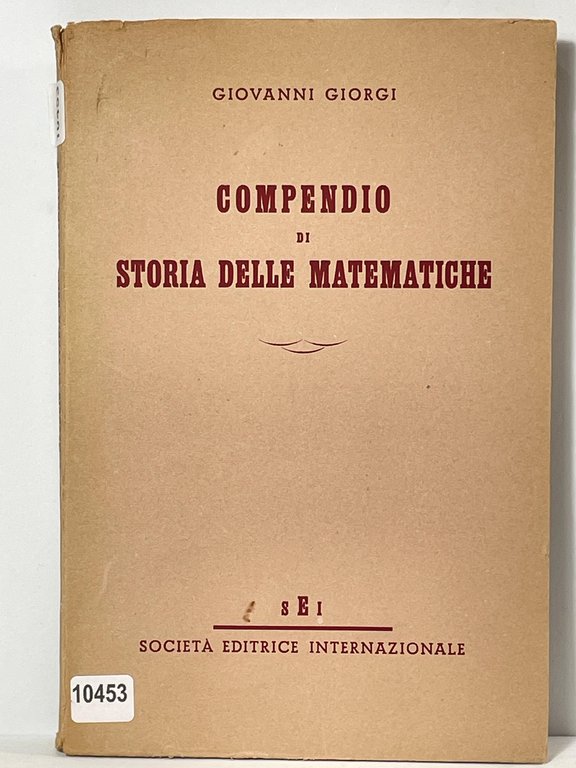 GIOVANNI GIORGI
COMPENDIO
DI
STORIA DELLE MATEMATICHE
SEI
SOCIETÀ EDITRICE INTERNAZIONALE
10453